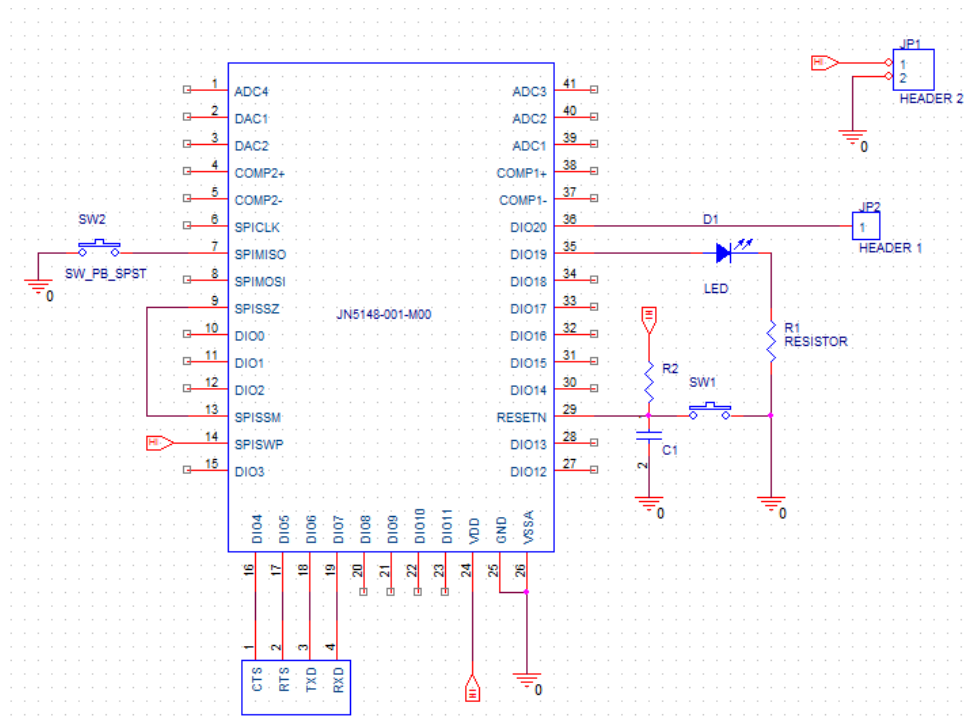 JP1
HI
1
2
HEADER 2
0
1 ADC4 ADC3 41
2 DAC1 ADC2 40
3 DAC2 ADC1 39
4 COMP2+ COMP1+ 38
5 COMP2- COMP1- 37
6 SPICLK DIO20 36
JP2
1
HEADER 1
D1
SW2
7 SPIMISO DIO19 35
SW_PB_SPST
0
LED
8 SPIMOSI DIO18 34
9 SPISSZ DIO17 33
JN5148-001-M00
HI
10 DIO0 DIO16 32
R1
RESISTOR
11 DIO1 DIO15 31
R2
12 DIO2 DIO14 30
SW1
13 SPISSM RESETN 29
HI
14 SPISWP DIO13 28
C1
2
15 DIO3 DIO12 27
0
0
DIO4 DIO5 DIO6 DIO7 DIO8 DIO9 DIO10 DIO11 VDD GND VSSA
16 17 18 19 20 21 22 23 24 25 26
1 2 3 4
CTS RTS TXD RXD
HI
0